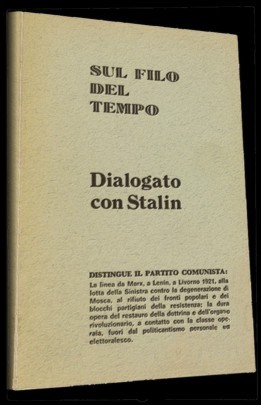 SUL FILO
DEL
TEMPO
Dialogato
con Stalin
DISTINGUE IL PARTITO COMUNISTA:
La linea da Marx, a Lenin, a Livorno 1921, alla
lotta della Sinistra contro la degenerazione di
Mosca, al rifiuto dei fronti popolari e dei
blocchi partigiani della resistenza; la dura
opera del restauro della dottrina e dell'organo
rivoluzionario, a contatto con la classe ope-
raia, fuori dal politicantismo personale ed
elettoralesco.